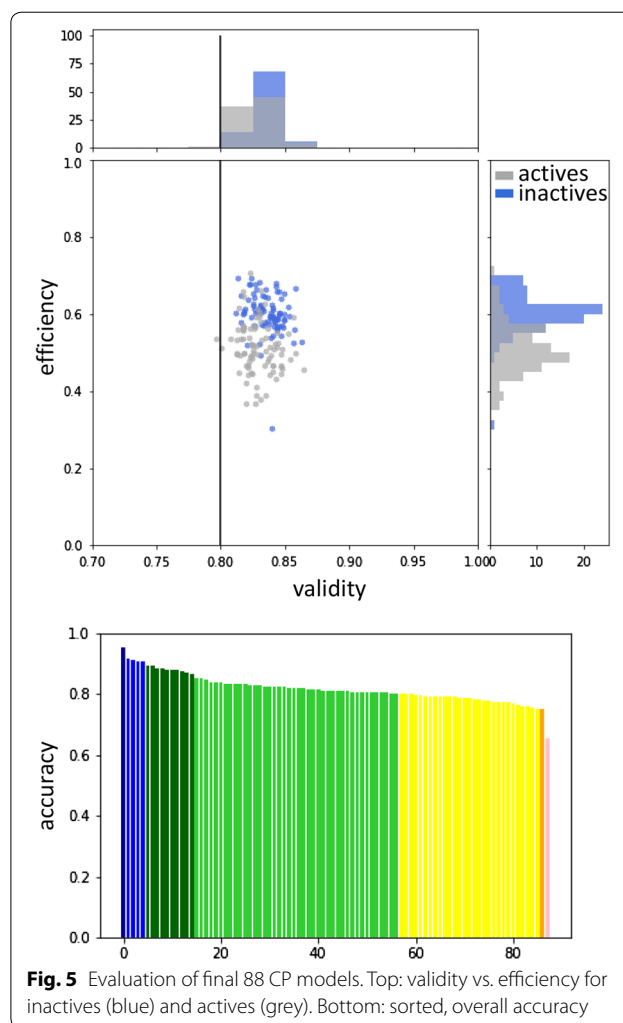 100
75
50
25
0
1.0
0.8
0.6
0.4
0.2
0.0
efficiency
actives
inactives
0.70 0.75 0.80 0.85 0.90 0.95 1.00
0 10 20
validity
1.0
0.8
0.6
0.4
0.2
0.0
accuracy
0 20 40 60 80
Fig. 5 Evaluation of final 88 CP models. Top: validity vs. efficiency for
inactives (blue) and actives (grey). Bottom: sorted, overall accuracy